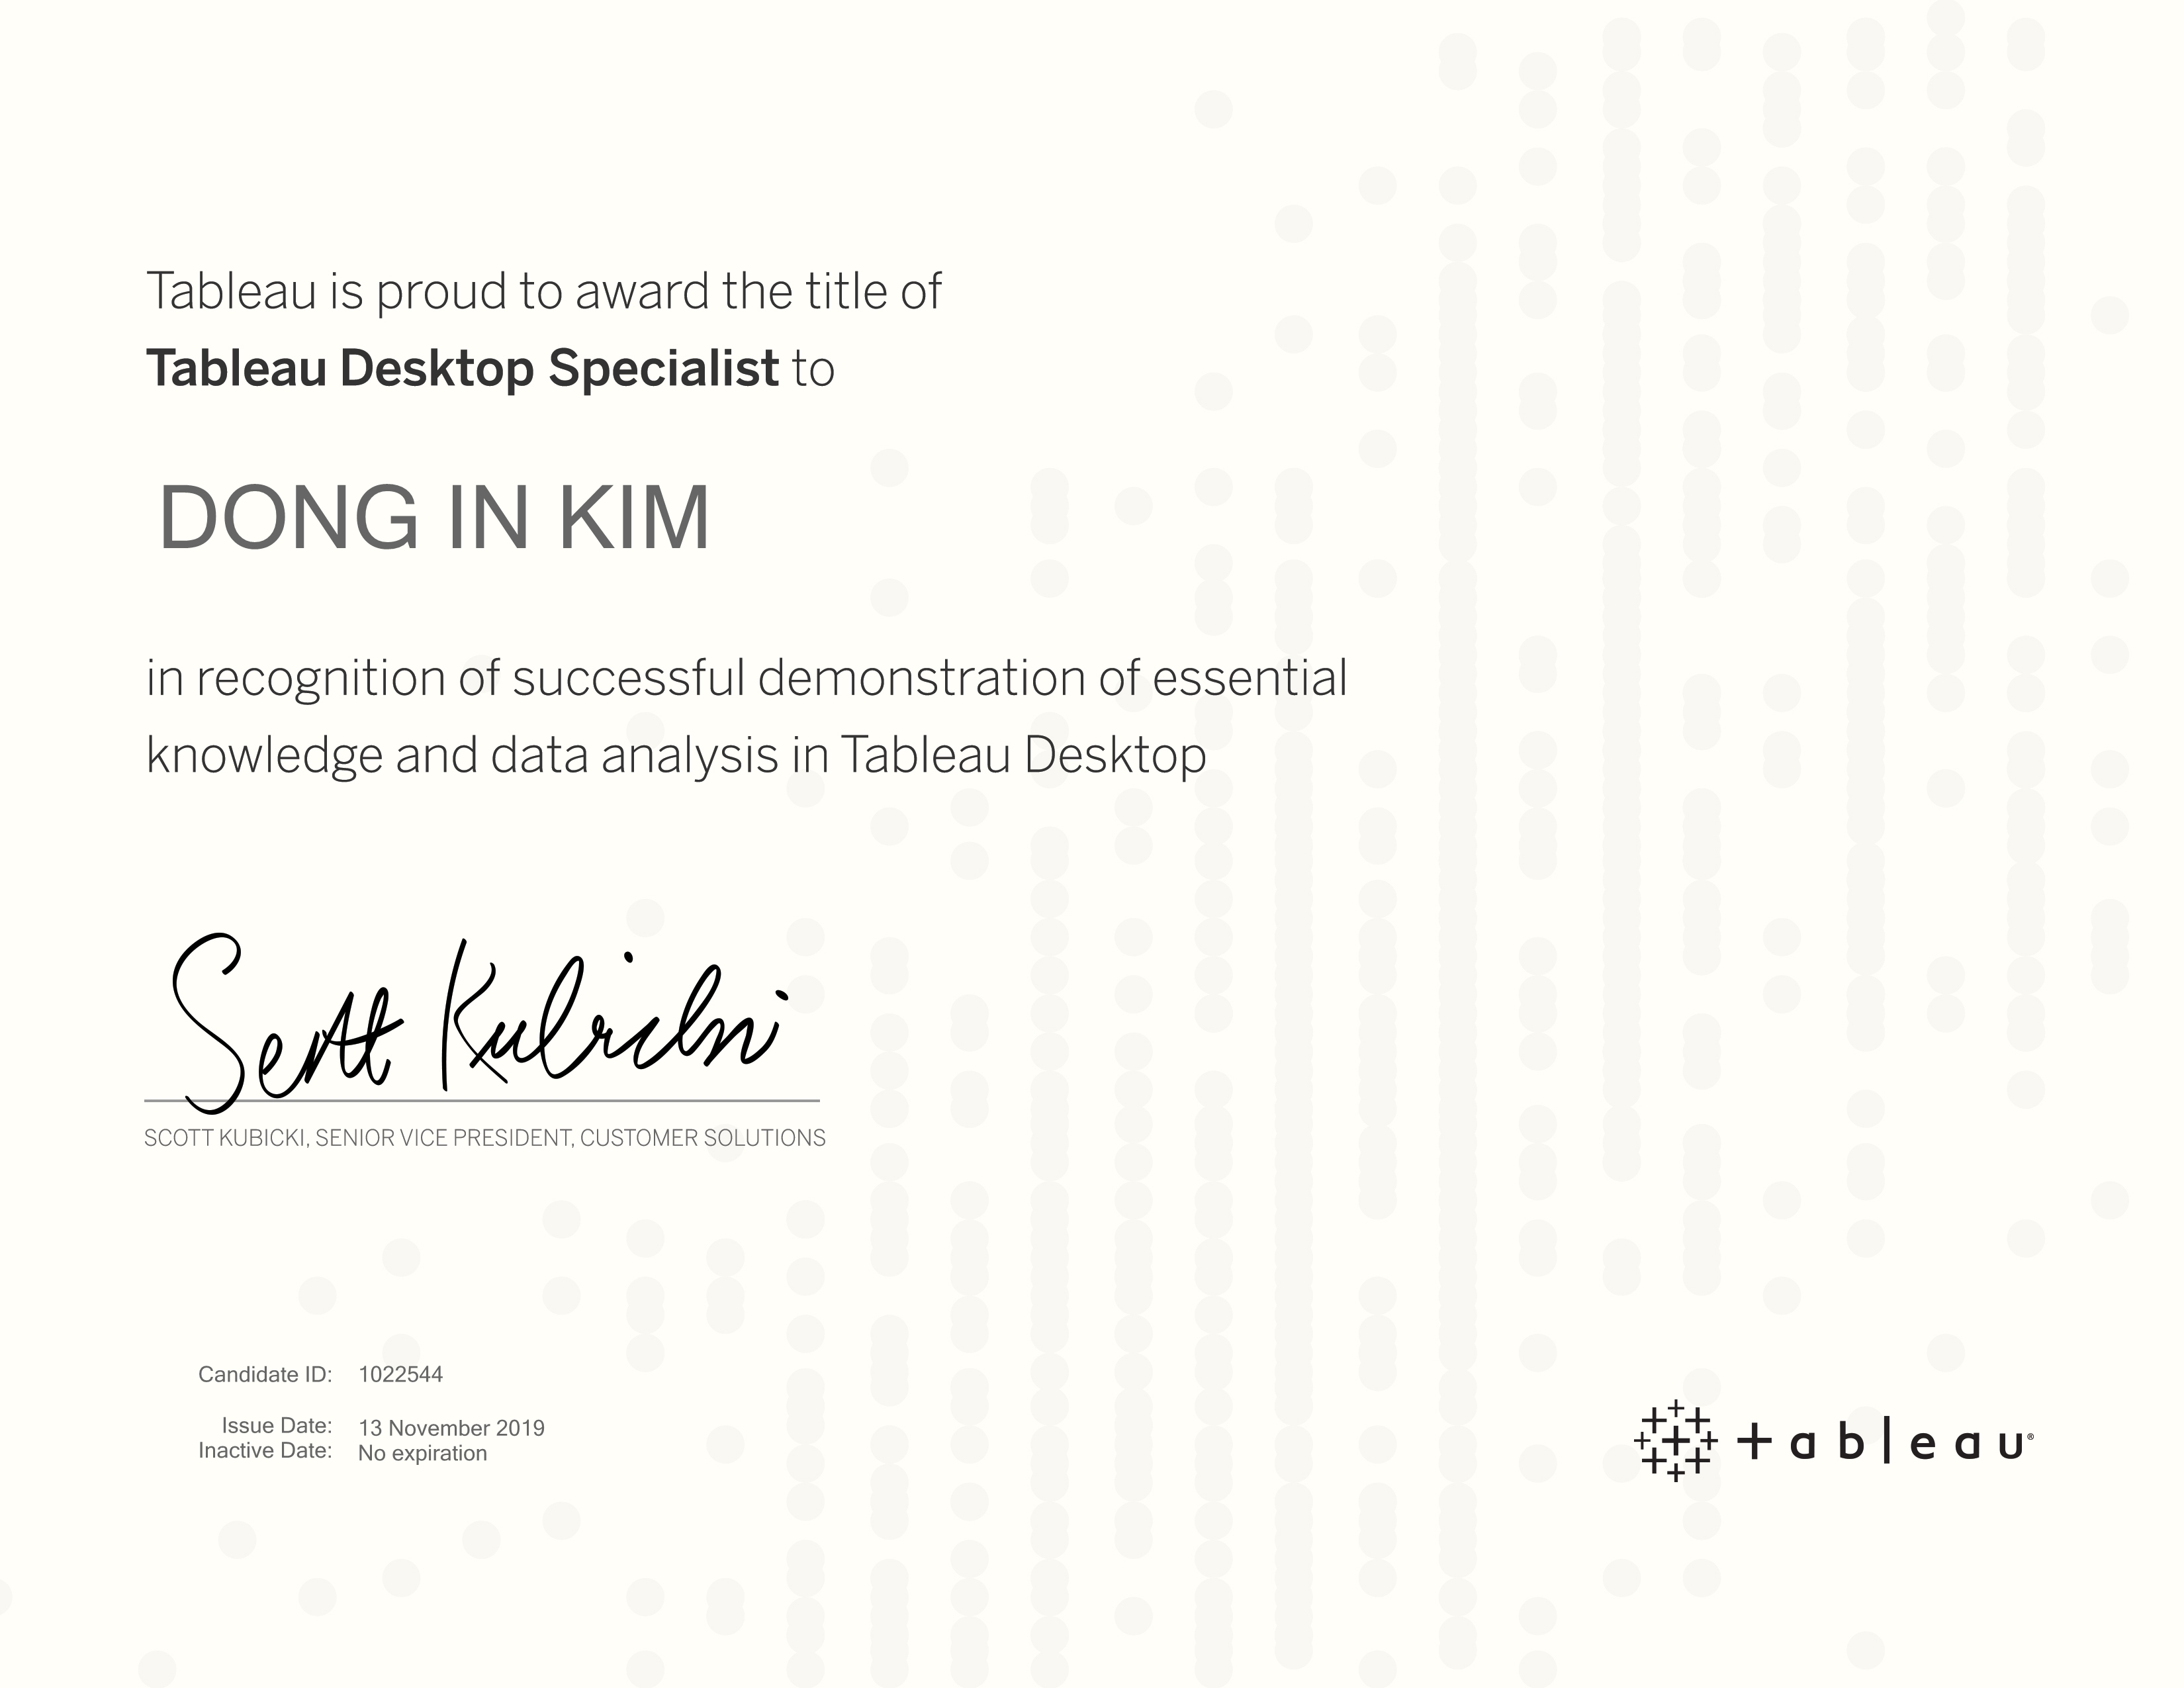 Tableau is proud to award the title of
Tableau Desktop Specialist to
DONG IN KIM
in recognition of successful demonstration of essential
knowledge and data analysis in Tableau Desktop
Scott Kubicki
SCOTT KUBICKI, SENIOR VICE PRESIDENT, CUSTOMER SOLUTIONS
Candidate ID: 1022544
Issue Date: 13 November 2019
Inactive Date: No expiration
+ableau®